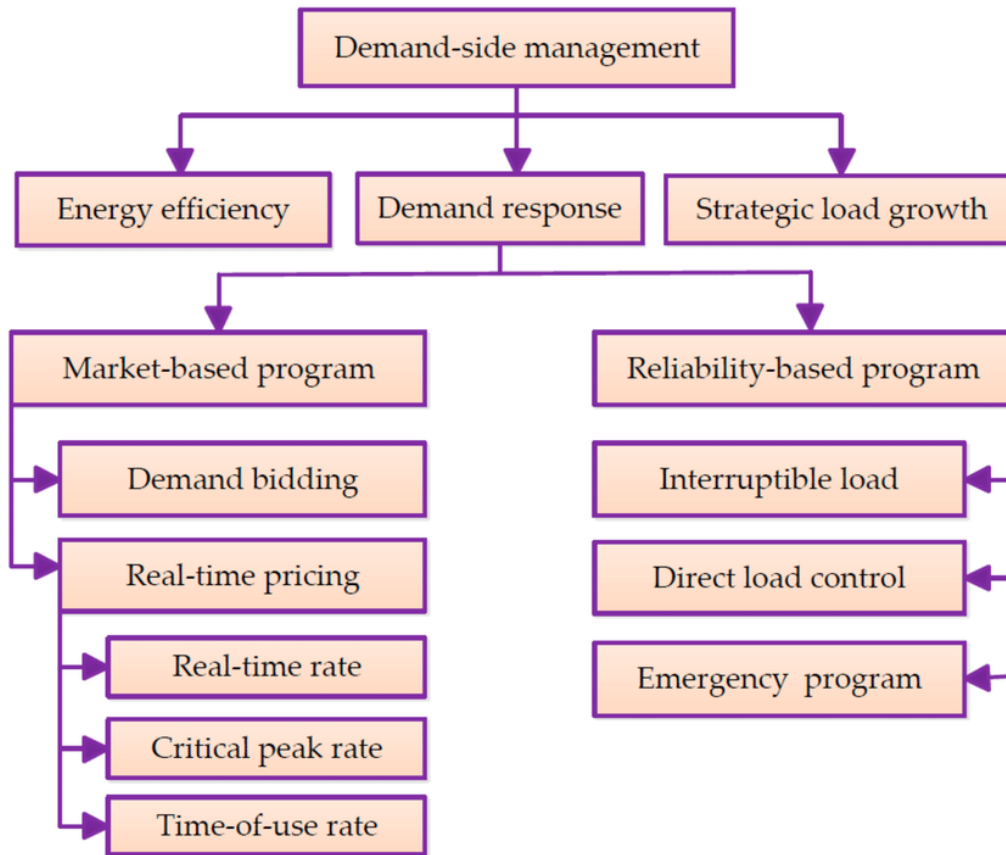 Demand-side management
Energy efficiency
Demand response
Strategic load growth
Market-based program
Reliability-based program
Demand bidding
Interruptible load
Real-time pricing
Direct load control
Real-time rate
Emergency program
Critical peak rate
Time-of-use rate